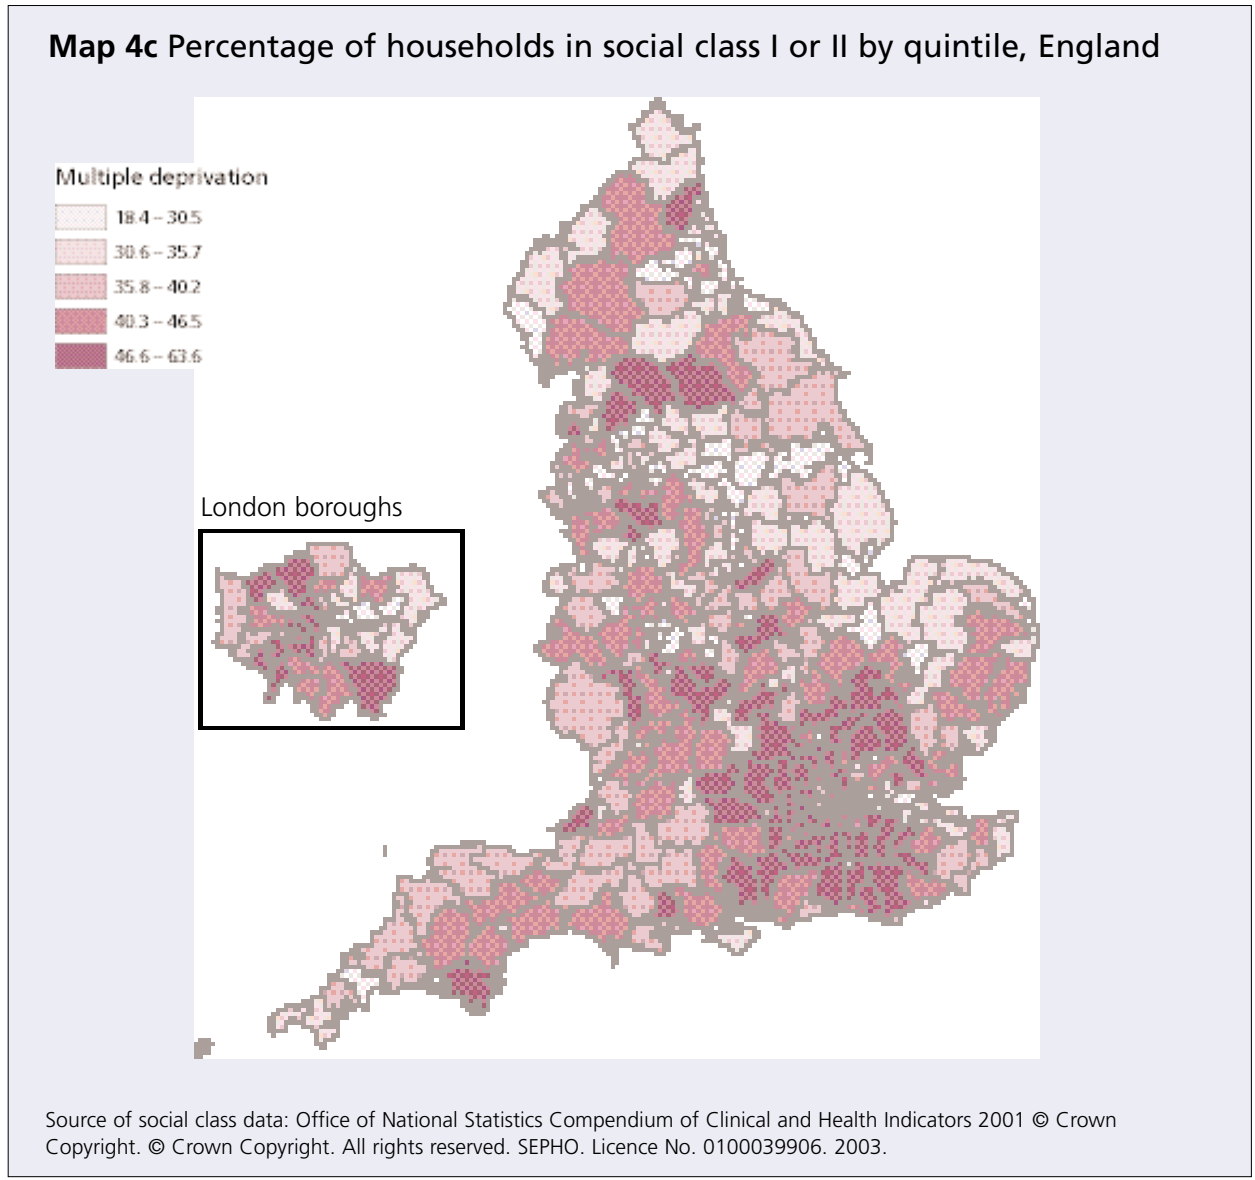 Map 4c Percentage of households in social class I or II by quintile, England
Multiple deprivation
18.4 – 30.5
30.6 – 35.7
35.8 – 40.2
40.3 – 46.5
46.6 – 63.6
London boroughs
Source of social class data: Office of National Statistics Compendium of Clinical and Health Indicators 2001 © Crown
Copyright. © Crown Copyright. All rights reserved. SEPHO. Licence No. 0100039906. 2003.